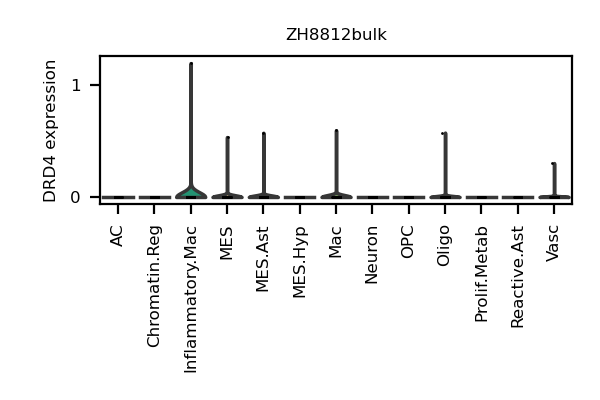 ZH8812bulk
DRD4 expression
1
0
AC
Chromatin.Reg
Inflammatory.Mac
MES
MES.Ast
MES.Hyp
Mac
Neuron
OPC
Oligo
Prolif.Metab
Reactive.Ast
Vasc